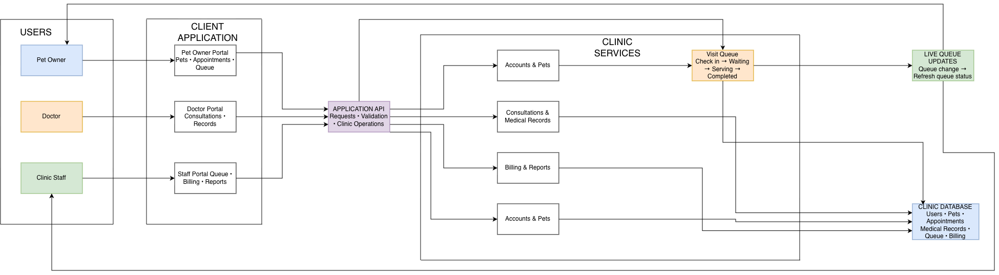 USERS
Pet Owner
Doctor
Clinic Staff
CLIENT
APPLICATION
Pet Owner Portal
Pets • Appointments •
Queue
Doctor Portal
Consultations •
Records
Staff Portal Queue •
Billing • Reports
APPLICATION API
Requests • Validation
• Clinic Operations
CLINIC
SERVICES
Accounts & Pets
Consultations &
Medical Records
Billing & Reports
Accounts & Pets
Visit Queue
Check in → Waiting
→ Serving →
Completed
LIVE QUEUE
UPDATES
Queue change →
Refresh queue status
CLINIC DATABASE
Users • Pets •
Appointments
Medical Records •
Queue • Billing